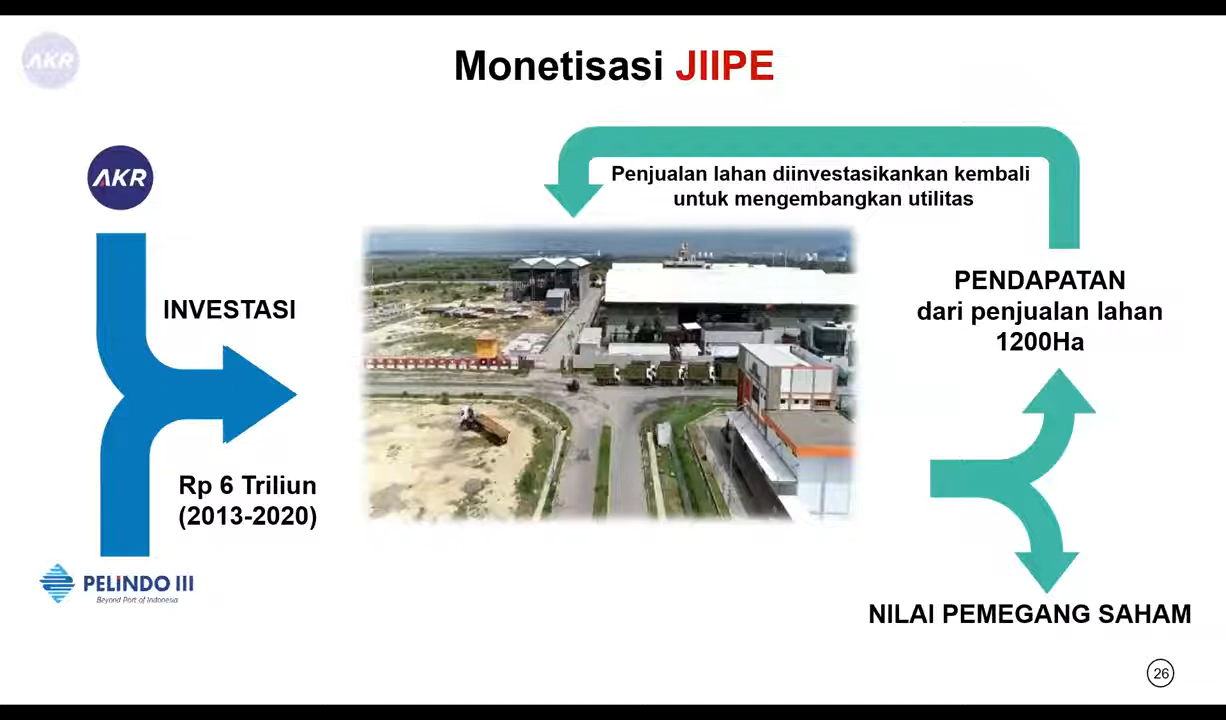 AKR
Monetisasi JIIPE
AKR
Penjualan lahan diinvestasikankan kembali
untuk mengembangkan utilitas
INVESTASI
PENDAPATAN
dari penjualan lahan
1200Ha
Rp 6 Triliun
(2013-2020)
PELINDO III
Beyond Port of Indonesia
NILAI PEMEGANG SAHAM
26